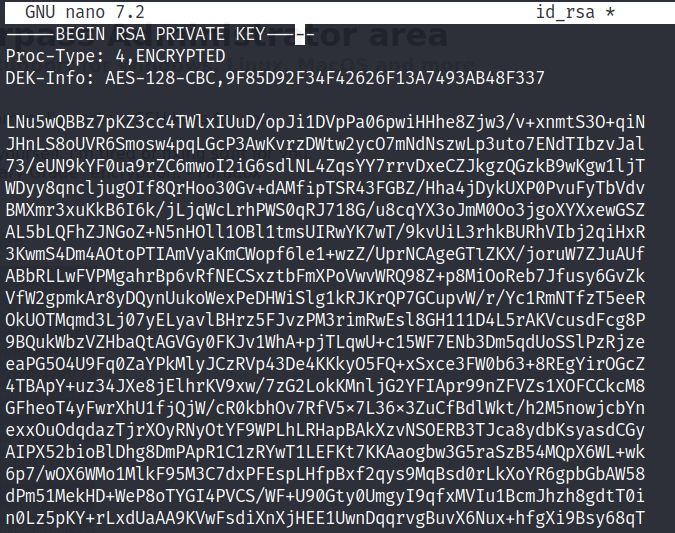 GNU nano 7.2 id_rsa *
-----BEGIN RSA PRIVATE KEY-----
Proc-Type: 4,ENCRYPTED
DEK-Info: AES-128-CBC,9F85D92F34F42626F13A7493AB48F337
LNu5wQBBz7pKZ3cc4TWlxIUuD/opJi1DVpPa06pwiHHhe8Zjw3/v+xnmtS3O+qiN
JHnLS8oUVR6Smosw4pqLGcP3AwKvrzDWtw2ycO7mNdNszwLp3uto7ENdTIbzvJal
73/eUN9kYF0ua9rZC6mwoI2iG6sdlNL4ZqsYY7rrvDxeCZJkgzQGzkB9wKgw1ljT
WDyy8qncljugOIf8QrHoo30Gv+dAMfipTSR43FGBZ/Hha4jDykUXP0PvuFyTbVdv
BMXmr3xuKkB6I6k/jLjqWcLrhPWS0qRJ718G/u8cqYX3oJmM0Oo3jgoXYXxewGSZ
AL5bLQFhZJNGoZ+N5nHOll1OBl1tmsUIRwYK7wT/9kvUiL3rhkBURhVIbj2qiHxR
3KwmS4Dm4AOtoPTIAmVyaKmCWopf6le1+wzZ/UprNCAgeGTlZKX/joruW7ZJuAUf
ABbRLLwFVPMgahrBp6vRfNECSxztbFmXPoVwvWRQ98Z+p8MiOoReb7Jfusy6GvZk
VfW2gpmkAr8yDQynUukoWexPeDHWiSlg1kRJKrQP7GCupvW/r/Yc1RmNTfzT5eeR
OkUOTMqmd3Lj07yELyavlBHrz5FJvzPM3rimRwEsl8GH111D4L5rAKVcusdFcg8P
9BQukWbzVZHbaQtAGVGy0FKJv1WhA+pjTLqwU+c15WF7ENb3Dm5qdUoSSlPzRjze
eaPG5O4U9Fq0ZaYPkMlyJCzRVp43De4KKkyO5FQ+xSxce3FW0b63+8REgYirOGcZ
4TBApY+uz34JXe8jElhrKV9xw/7zG2LokKMnljG2YFIApr99nZFVZs1XOFCCkcM8
GFheoT4yFwrXhU1fjQjW/cR0kbhOv7RfV5×7L36×3ZuCfBdlWkt/h2M5nowjcbYn
exxOuOdqdazTjrXOyRNyOtYF9WPLhLRHapBAkXzvNSOERB3TJca8ydbKsyasdCGy
AIPX52bioBlDhg8DmPApR1C1zRYwT1LEFKt7KKAaogbw3G5raSzB54MQpX6WL+wk
6p7/wOX6WMo1MlkF95M3C7dxPFEspLHfpBxf2qys9MqBsd0rLkXoYR6gpbGbAW58
dPm51MekHD+WeP8oTYGI4PVCS/WF+U90Gty0UmgyI9qfxMVIu1BcmJhzh8gdtT0i
n0Lz5pKY+rLxdUaAA9KVwFsdiXnXjHEE1UwnDqqrvgBuvX6Nux+hfgXi9Bsy68qT